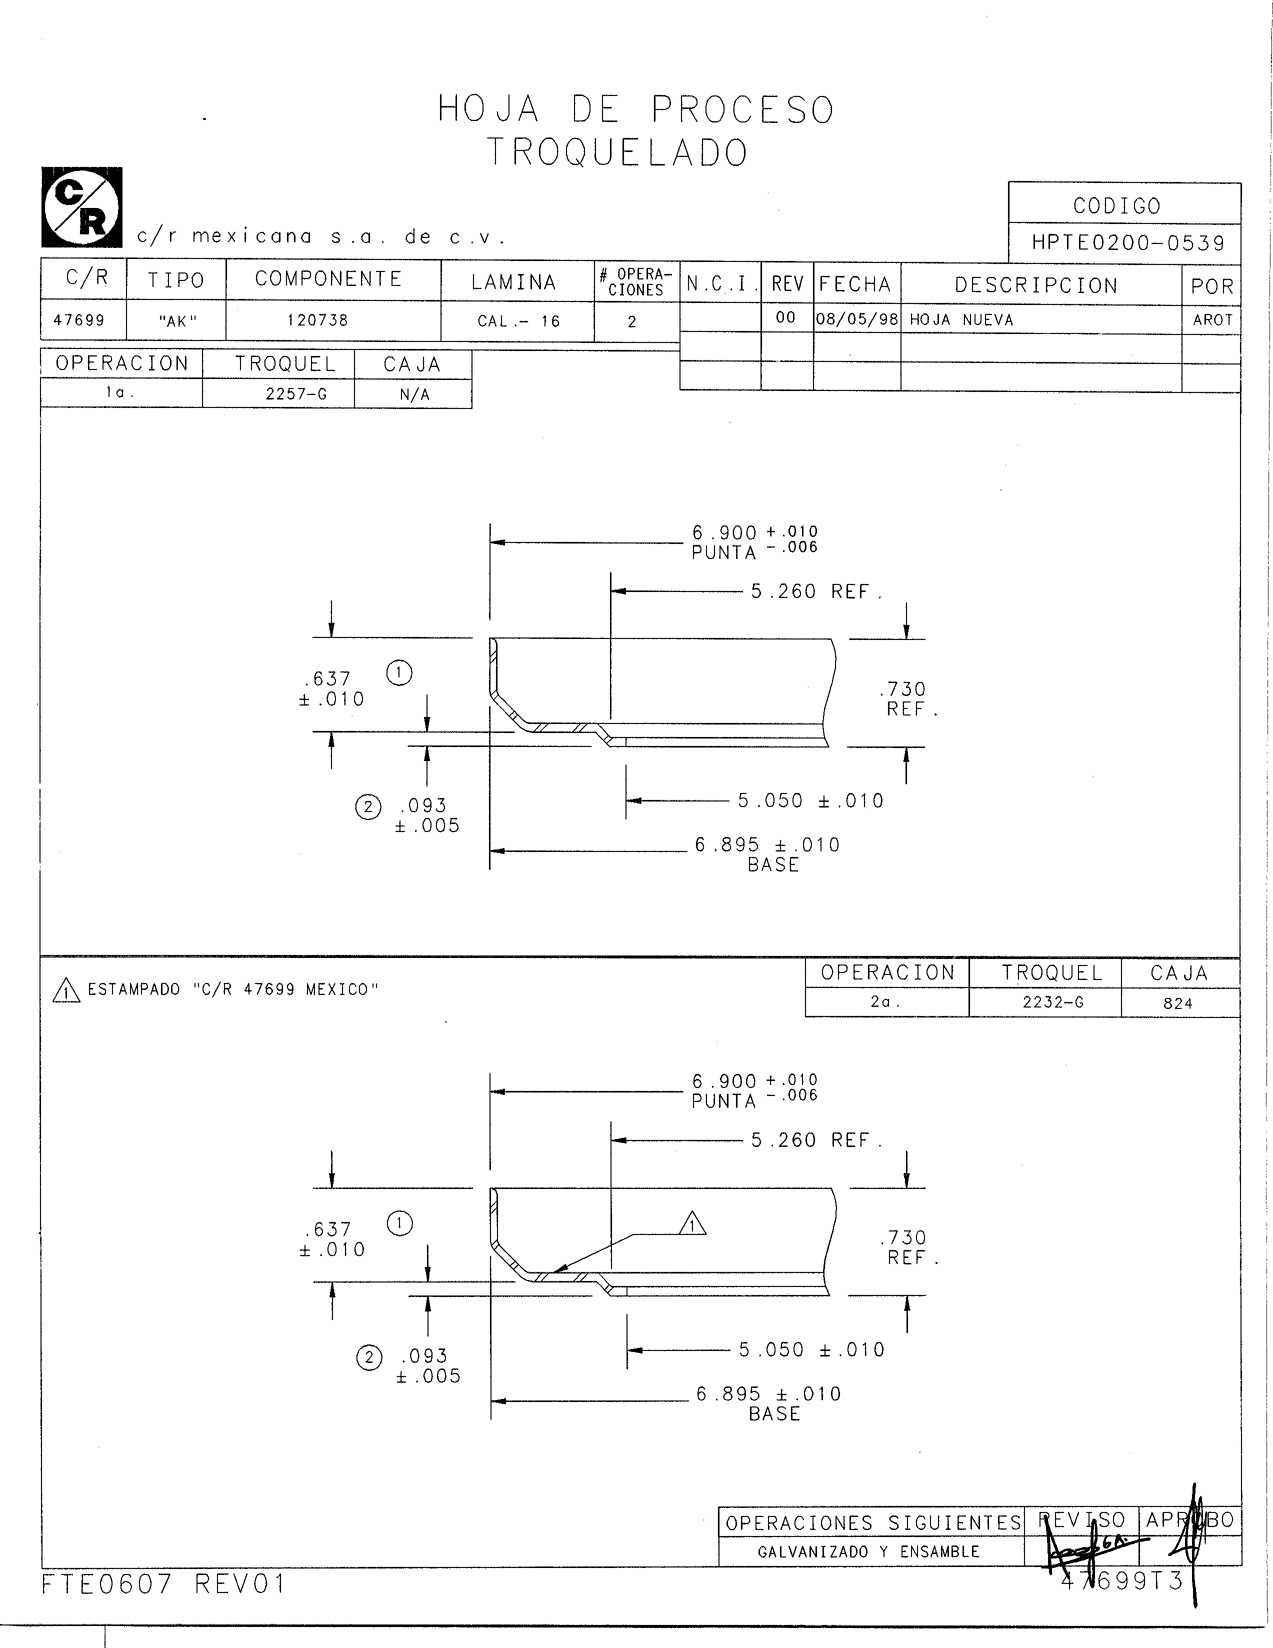 HOJA DE PROCESO
TROQUELADO
C/R
c/r mexicana s.a. de c.v.
CODIGO
HPTE0200-0539
C/R TIPO COMPONENTE LAMINA # OPERA-CIONES N.C.I. REV FECHA DESCRIPCION POR
47699 "AK" 120738 CAL.- 16 2 00 08/05/98 HOJA NUEVA AROT
OPERACION TROQUEL CAJA
1a. 2257-G N/A
6.900 +.010
PUNTA -.006
5.260 REF.
.637 1
±.010
.730
REF.
2 .093
±.005
5.050 ±.010
6.895 ±.010
BASE
1 ESTAMPADO "C/R 47699 MEXICO"
OPERACION TROQUEL CAJA
2a. 2232-G 824
6.900 +.010
PUNTA -.006
5.260 REF.
.637 1
±.010
1
.730
REF.
2 .093
±.005
5.050 ±.010
6.895 ±.010
BASE
OPERACIONES SIGUIENTES REVISO APROBO
GALVANIZADO Y ENSAMBLE
FTE0607 REV01
47699T3